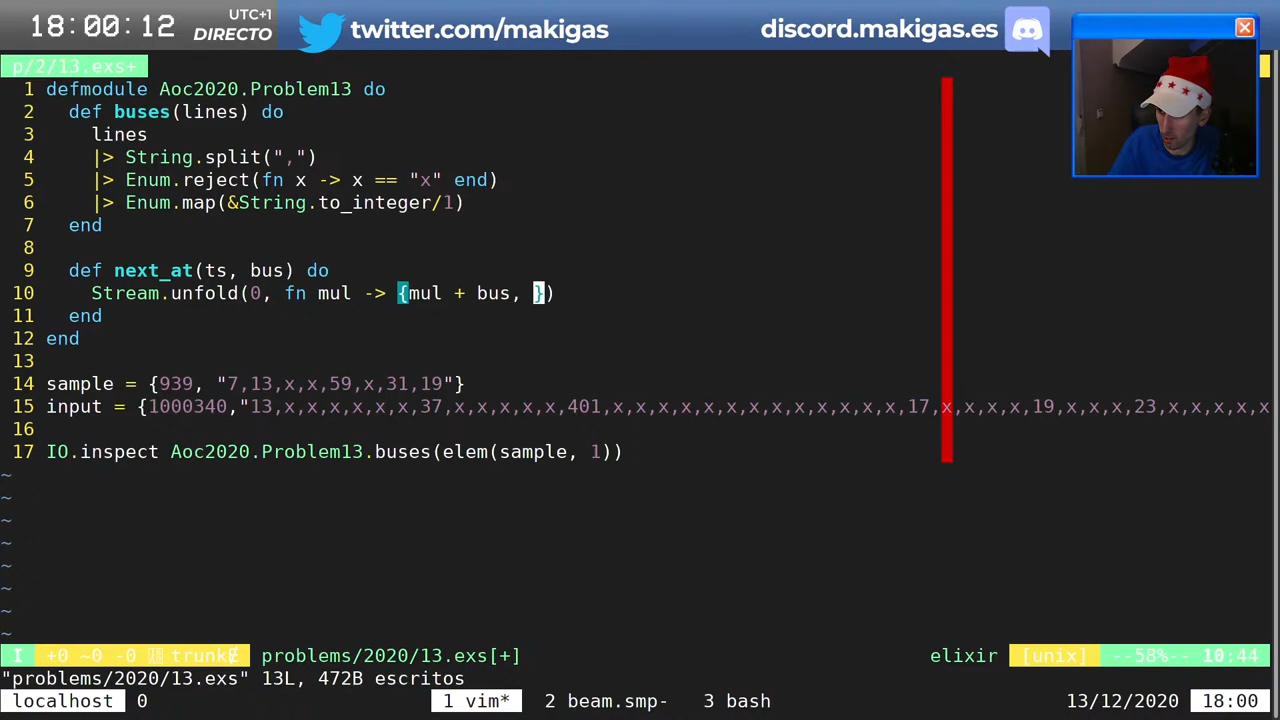 18:00:12
UTC+1
DIRECTO
twitter.com/makigas
discord.makigas.es
p/2/13.exs+
1 defmodule Aoc2020.Problem13 do
2   def buses(lines) do
3     lines
4     |> String.split(",")
5     |> Enum.reject(fn x -> x == "x" end)
6     |> Enum.map(&String.to_integer/1)
7   end
8
9   def next_at(ts, bus) do
10     Stream.unfold(0, fn mul -> {mul + bus, })
11   end
12 end
13
14 sample = {939, "7,13,x,x,59,x,31,19"}
15 input = {1000340,"13,x,x,x,x,x,x,37,x,x,x,x,x,401,x,x,x,x,x,x,x,x,x,x,x,x,x,17,x,x,x,x,19,x,x,x,23,x,x,x,x,x
16
17 IO.inspect Aoc2020.Problem13.buses(elem(sample, 1))
~
~
~
~
~
~
~
~
I +0 ~0 -0 trunk problems/2020/13.exs[+] elixir [unix] --58%-- 10:44
"problems/2020/13.exs" 13L, 472B escritos
localhost 0 1 vim* 2 beam.smp- 3 bash 13/12/2020 18:00